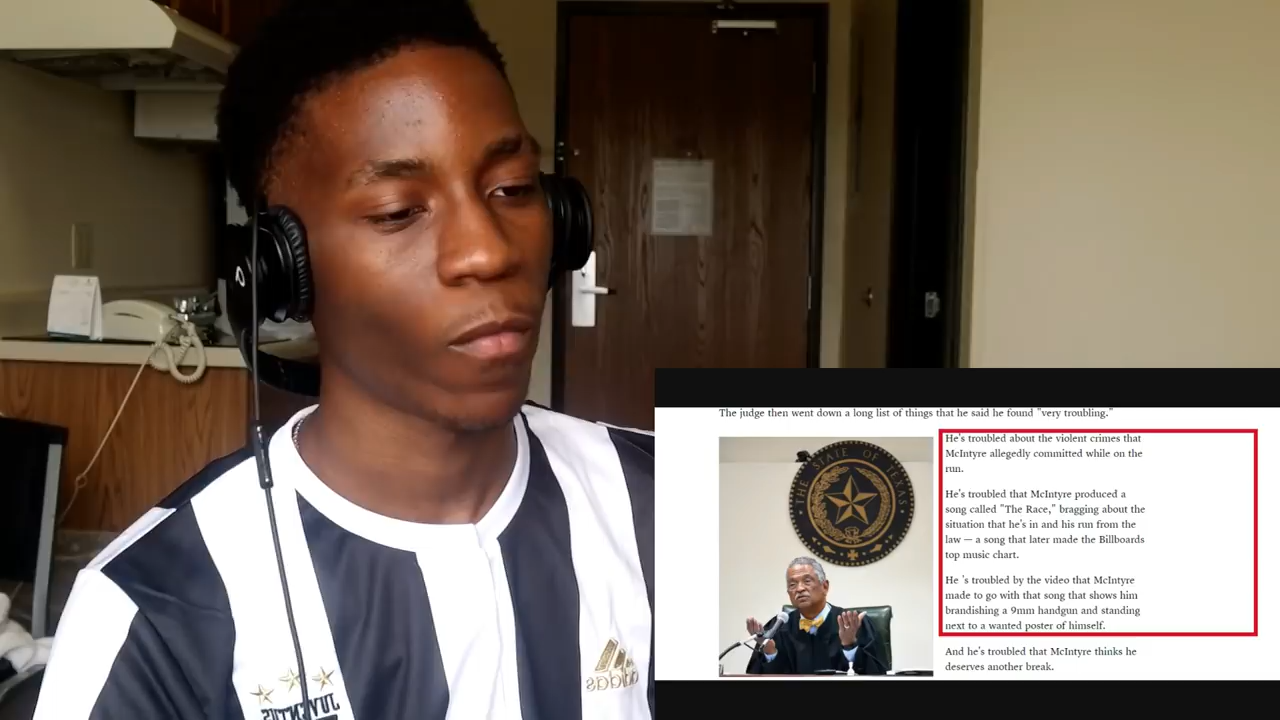 The judge then went down a long list of things that he said he found "very troubling."
He's troubled about the violent crimes that
McIntyre allegedly committed while on the
run.
He's troubled that McIntyre produced a
song called "The Race," bragging about the
situation that he's in and his run from the
law — a song that later made the Billboards
top music chart.
He 's troubled by the video that McIntyre
made to go with that song that shows him
brandishing a 9mm handgun and standing
next to a wanted poster of himself.
And he's troubled that McIntyre thinks he
deserves another break.
THE STATE OF TEXAS
adidas
JUVENTUS